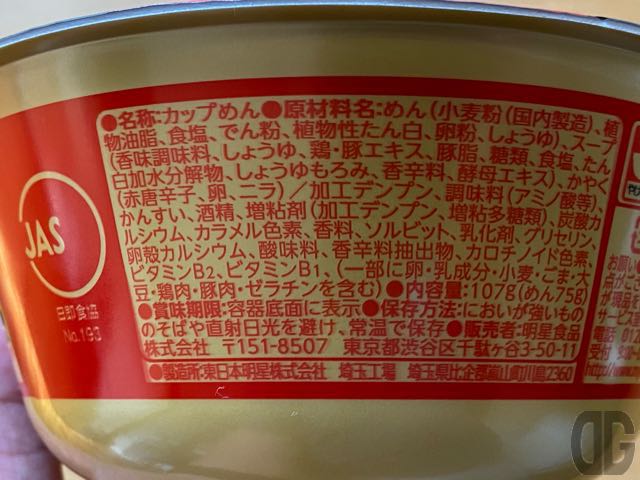 ●名称:カップめん●原材料名:めん(小麦粉(国内製造)、植
物油脂、食塩、でん粉、植物性たん白、卵粉、しょうゆ)、スープ
(香味調味料、しょうゆ、鶏・豚エキス、豚脂、糖類、食塩、たん
白加水分解物、しょうゆもろみ、香辛料、酵母エキス)、かやく
(赤唐辛子、卵、ニラ)/加工デンプン、調味料(アミノ酸等)、
かんすい、酒精、増粘剤(加工デンプン、増粘多糖類)、炭酸カ
ルシウム、カラメル色素、香料、ソルビット、乳化剤、グリセリン、
卵殻カルシウム、酸味料、香辛料抽出物、カロチノイド色素、
ビタミンB₂、ビタミンB₁、(一部に卵・乳成分・小麦・ごま・大
豆・鶏肉・豚肉・ゼラチンを含む)●内容量:107g(めん75g)
●賞味期限:容器底面に表示●保存方法:においが強いもの
のそばや直射日光を避け、常温で保存●販売者:明星食品
株式会社 〒151-8507 東京都渋谷区千駄ヶ谷3-50-11
●製造所:東日本明星株式会社 埼玉工場 埼玉県比企郡嵐山町川島2360
JAS
日即食協
No.193
DG